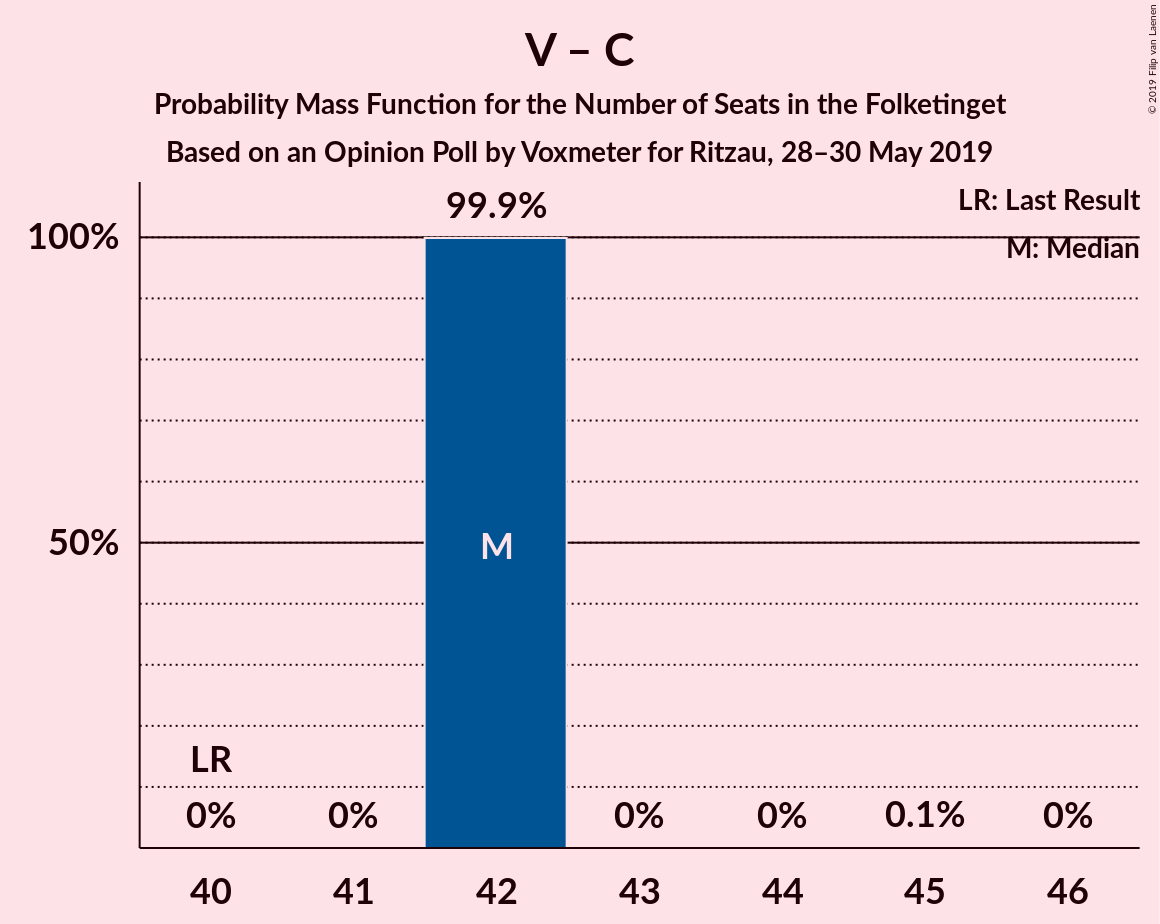 V – C
Probability Mass Function for the Number of Seats in the Folketinget
Based on an Opinion Poll by Voxmeter for Ritzau, 28–30 May 2019
© 2019 Filip van Laenen
LR: Last Result
M: Median
99.9%
100%
50%
M
LR
0%
0%
0%
0%
0.1%
0%
40
41
42
43
44
45
46